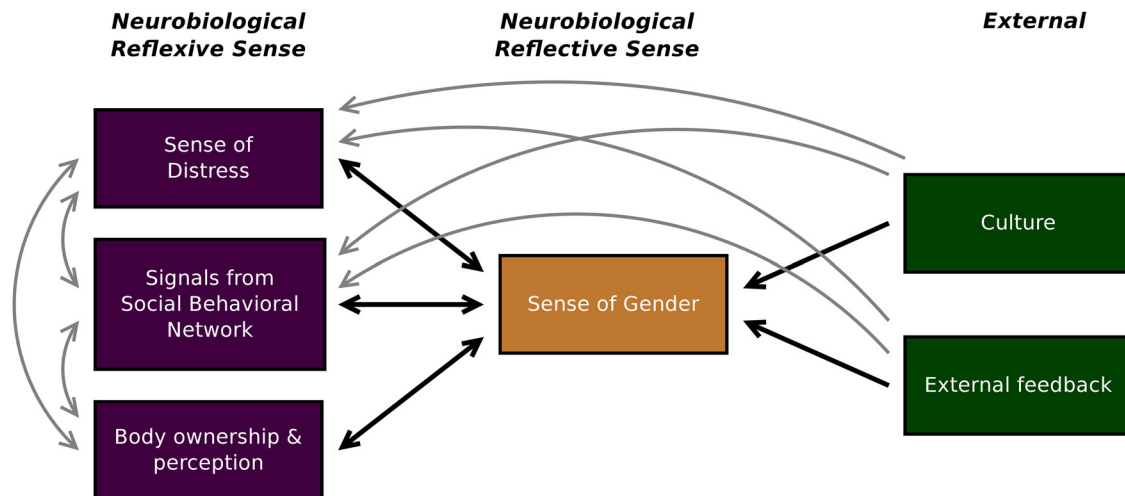 Neurobiological
Reflexive Sense
Neurobiological
Reflective Sense
External
Sense of
Distress
Signals from
Social Behavioral
Network
Body ownership &
perception
Sense of Gender
Culture
External feedback